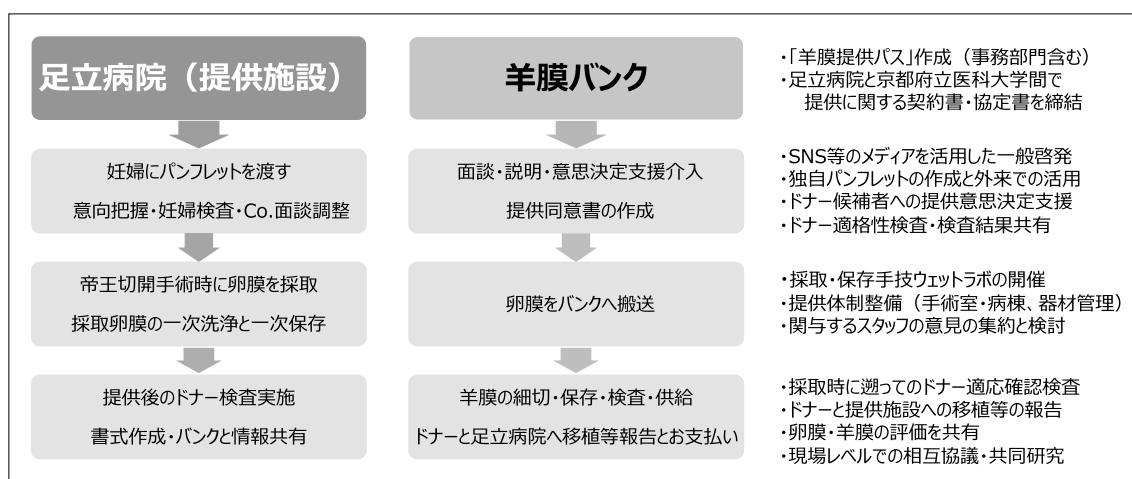 足立病院（提供施設）
妊婦にパンフレットを渡す
意向把握・妊婦検査・Co.面談調整
帝王切開手術時に卵膜を採取
採取卵膜の一次洗浄と一次保存
提供後のドナー検査実施
書式作成・バンクと情報共有
羊膜バンク
面談・説明・意思決定支援介入
提供同意書の作成
卵膜をバンクへ搬送
羊膜の細切・保存・検査・供給
ドナーと足立病院へ移植等報告とお支払い
・「羊膜提供パス」作成（事務部門含む）
・足立病院と京都府立医科大学間で
提供に関する契約書・協定書を締結
・SNS等のメディアを活用した一般啓発
・独自パンフレットの作成と外来での活用
・ドナー候補者への提供意思決定支援
・ドナー適格性検査・検査結果共有
・採取・保存手技ウェットラボの開催
・提供体制整備（手術室・病棟、器材管理）
・関与するスタッフの意見の集約と検討
・採取時に遡ってのドナー適応確認検査
・ドナーと提供施設への移植等の報告
・卵膜・羊膜の評価を共有
・現場レベルでの相互協議・共同研究